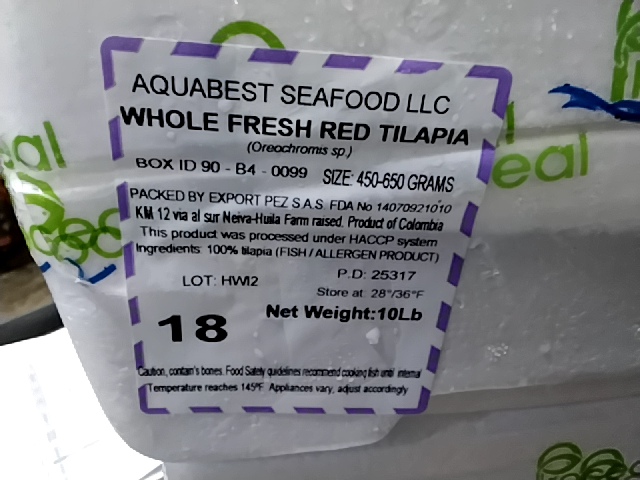 AQUABEST SEAFOOD LLC
WHOLE FRESH RED TILAPIA
(Oreochromis sp.)
BOX ID 90 - B4 - 0099 SIZE: 450-650 GRAMS
PACKED BY EXPORT PEZ S.A.S. FDA No 14070921010
KM 12 via al sur Neiva-Huila Farm raised. Product of Colombia
This product was processed under HACCP system
Ingredients: 100% tilapia (FISH / ALLERGEN PRODUCT)
LOT: HWI2 P.D: 25317
Store at: 28°/36°F
18 Net Weight:10Lb
Caution, contain's bones. Food Safety guidelines recommend cooking fish until internal
Temperature reaches 145°F. Appliances vary, adjust accordingly
eal